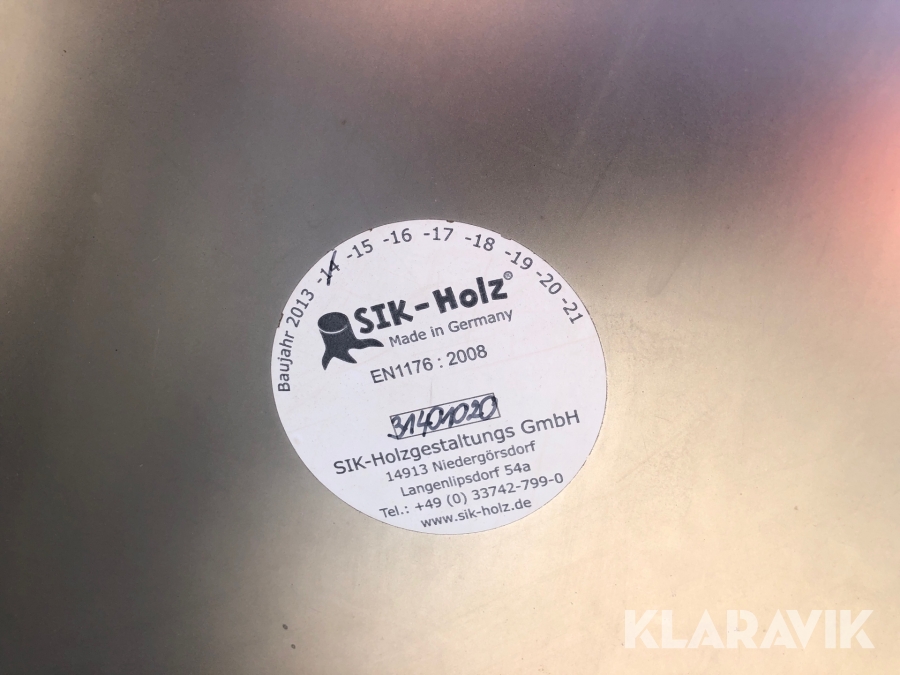 Baujahr 2013 -14 -15 -16 -17 -18 -19 -20 -21
SIK-Holz®
Made in Germany
EN1176 : 2008
31401020
SIK-Holzgestaltungs GmbH
14913 Niedergörsdorf
Langenlipsdorf 54a
Tel.: +49 (0) 33742-799-0
www.sik-holz.de
KLARAVIK